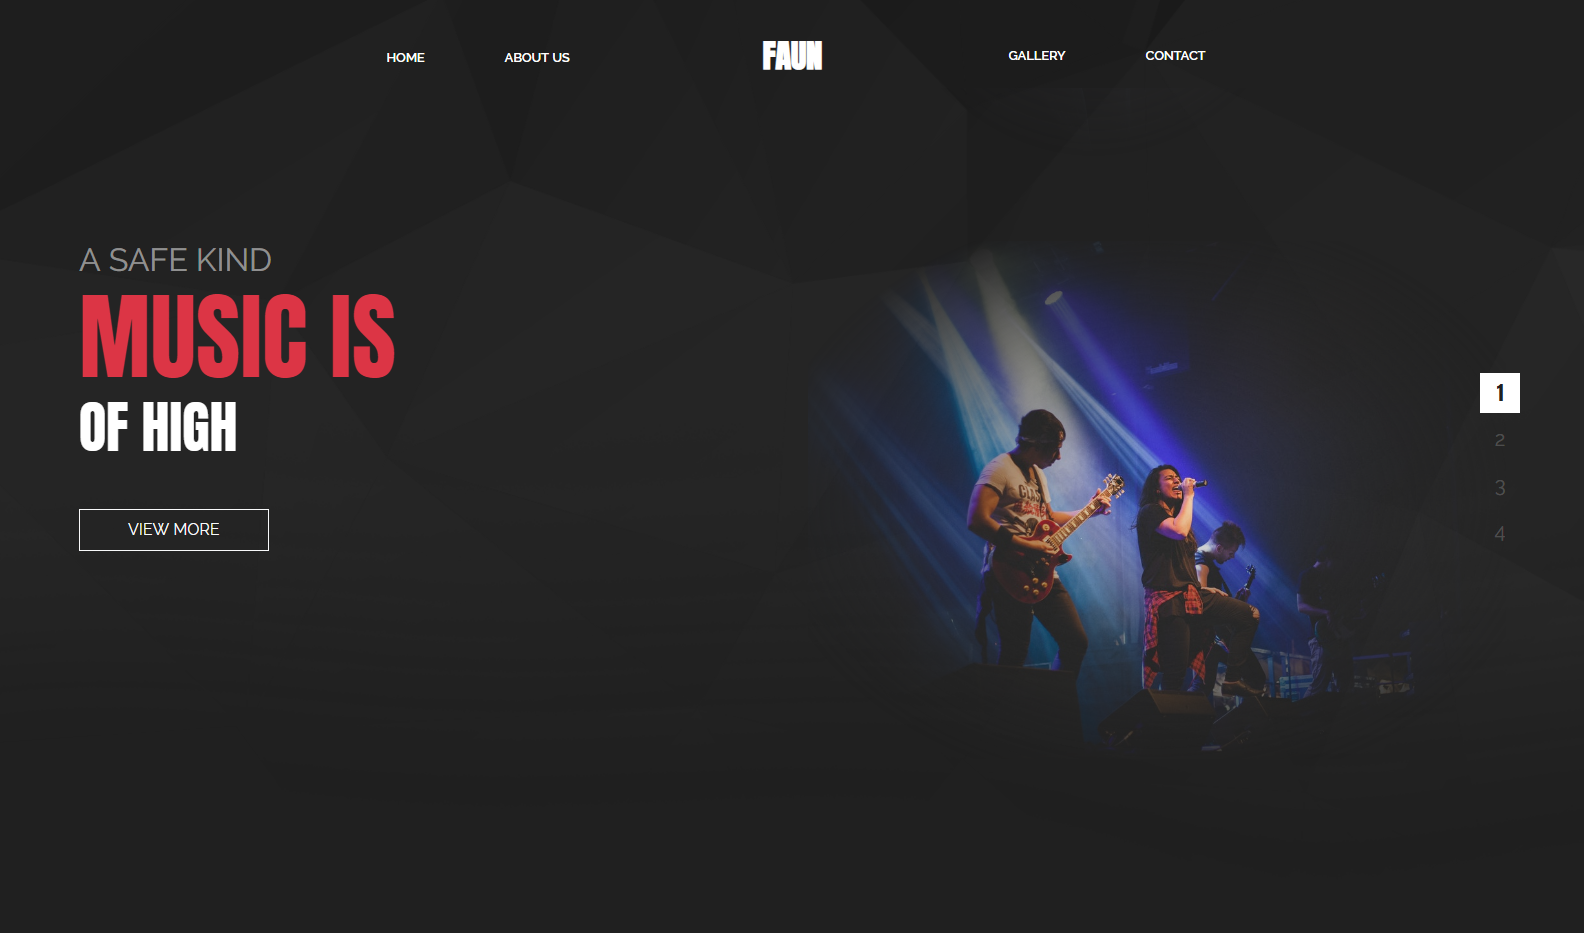 HOME ABOUT US FAUN GALLERY CONTACT
A SAFE KIND
MUSIC IS
OF HIGH
VIEW MORE
1
2
3
4